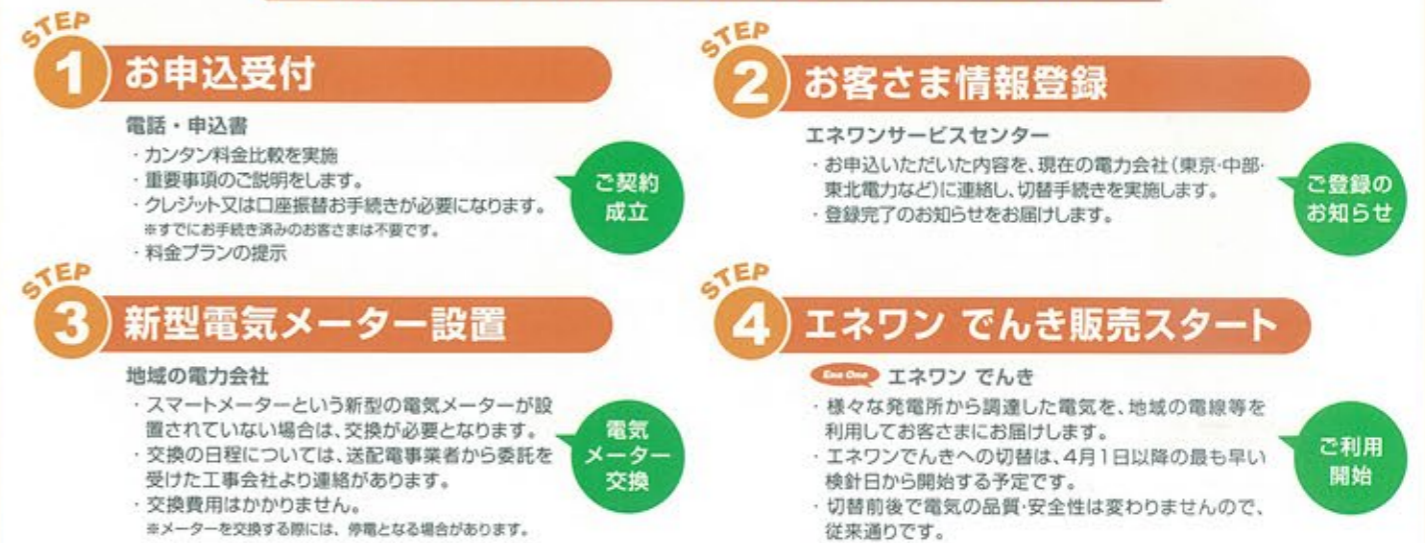 STEP
1 お申込受付
電話・申込書
・カンタン料金比較を実施
・重要事項のご説明をします。
・クレジット又は口座振替お手続きが必要になります。
※すでにお手続き済みのお客さまは不要です。
・料金プランの提示
ご契約
成立
STEP
2 お客さま情報登録
エネワンサービスセンター
・お申込いただいた内容を、現在の電力会社(東京・中部・
東北電力など)に連絡し、切替手続きを実施します。
・登録完了のお知らせをお届けします。
ご登録の
お知らせ
STEP
3 新型電気メーター設置
地域の電力会社
・スマートメーターという新型の電気メーターが設
置されていない場合は、交換が必要となります。
・交換の日程については、送配電事業者から委託を
受けた工事会社より連絡があります。
・交換費用はかかりません。
※メーターを交換する際には、停電となる場合があります。
電気
メーター
交換
STEP
4 エネワン でんき販売スタート
Ene One エネワン でんき
・様々な発電所から調達した電気を、地域の電線等を
利用してお客さまにお届けします。
・エネワンでんきへの切替は、4月1日以降の最も早い
検針日から開始する予定です。
・切替前後で電気の品質・安全性は変わりませんので、
従来通りです。
ご利用
開始